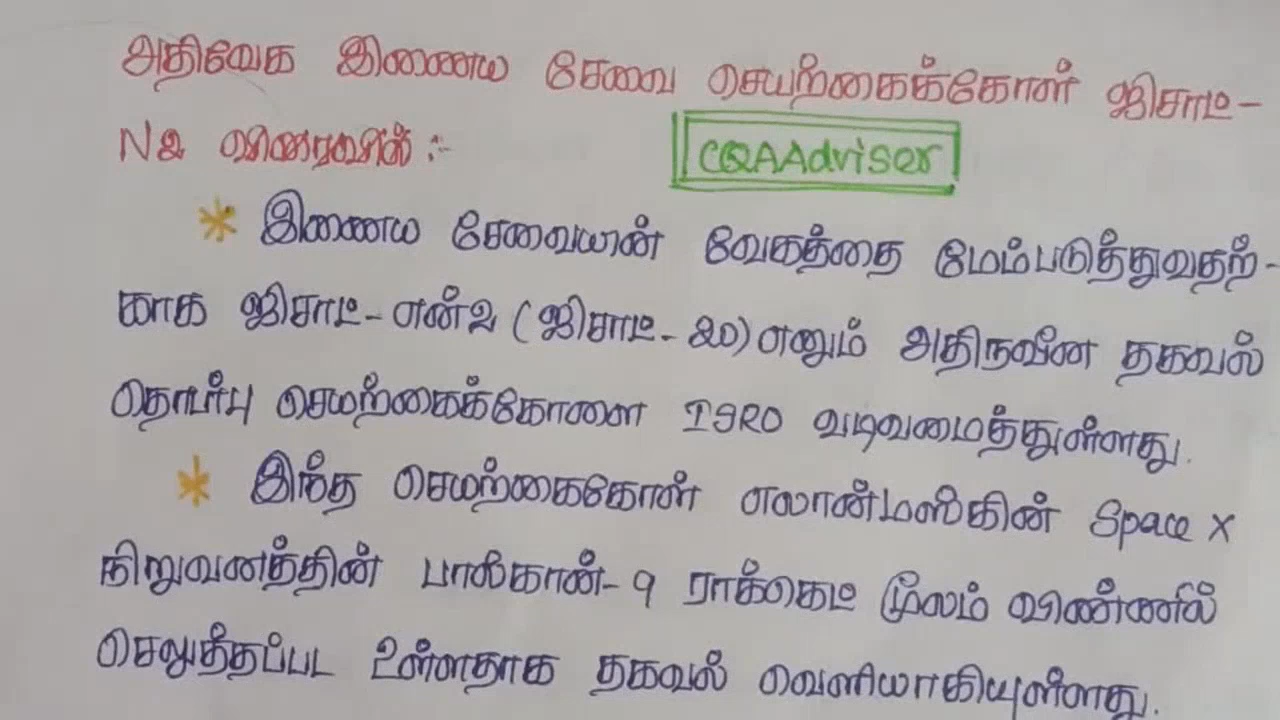 அதிவேக இணைய சேவை செயற்கைக்கோள் ஜிசாட்-
N2 விரைவில் :-
CQAAdviser
* இணைய சேவையின் வேகத்தை மேம்படுத்துவதற்-
காக ஜிசாட்-என்2 (ஜிசாட்-20) எனும் அதிநவீன தகவல்
தொடர்பு செயற்கைக்கோளை ISRO வடிவமைத்துள்ளது.
* இந்த செயற்கைகோள் எலான்மஸ்கின் Space X
நிறுவனத்தின் பால்கான்-9 ராக்கெட் மூலம் விண்ணில்
செலுத்தப்பட உள்ளதாக தகவல் வெளியாகியுள்ளது.